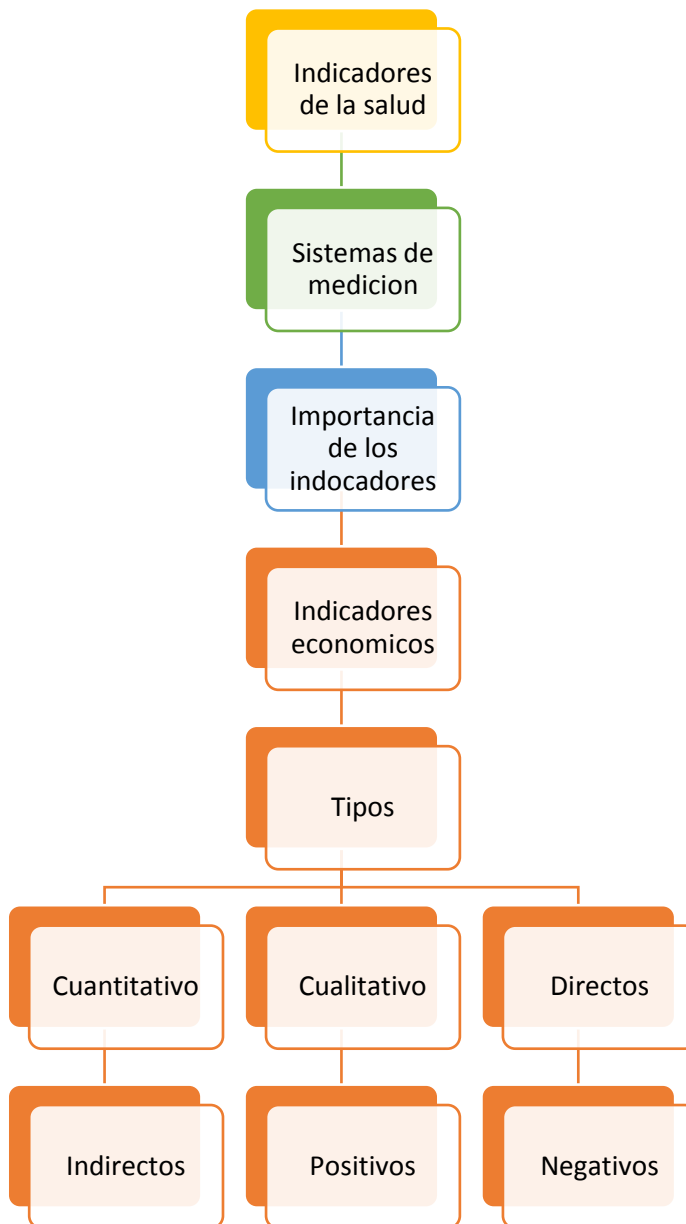 Indicadores
de la salud
Sistemas de
medicion
Importancia
de los
indocadores
Indicadores
economicos
Tipos
Cuantitativo
Cualitativo
Directos
Indirectos
Positivos
Negativos